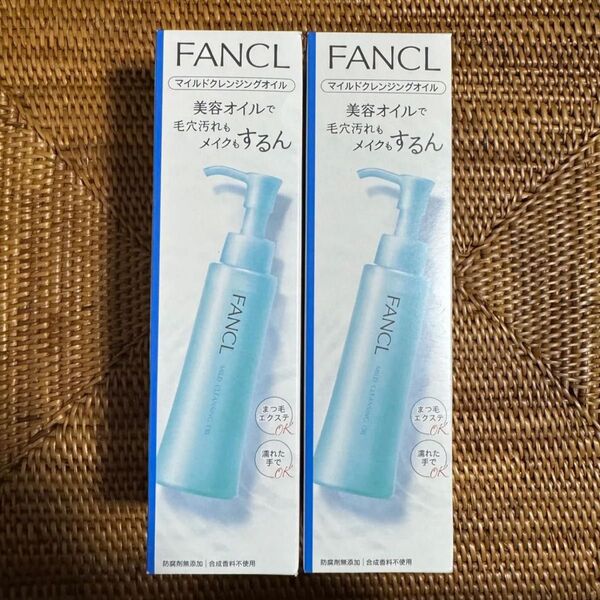 FANCL
マイルドクレンジングオイル
美容オイルで
毛穴汚れも
メイクもするん
FANCL
MILD CLEANSING OIL
まつ毛
エクステ
OK
濡れた
手で
OK
防腐剤無添加|合成香料不使用
FANCL
マイルドクレンジングオイル
美容オイルで
毛穴汚れも
メイクもするん
FANCL
MILD CLEANSING OIL
まつ毛
エクステ
OK
濡れた
手で
OK
防腐剤無添加|合成香料不使用